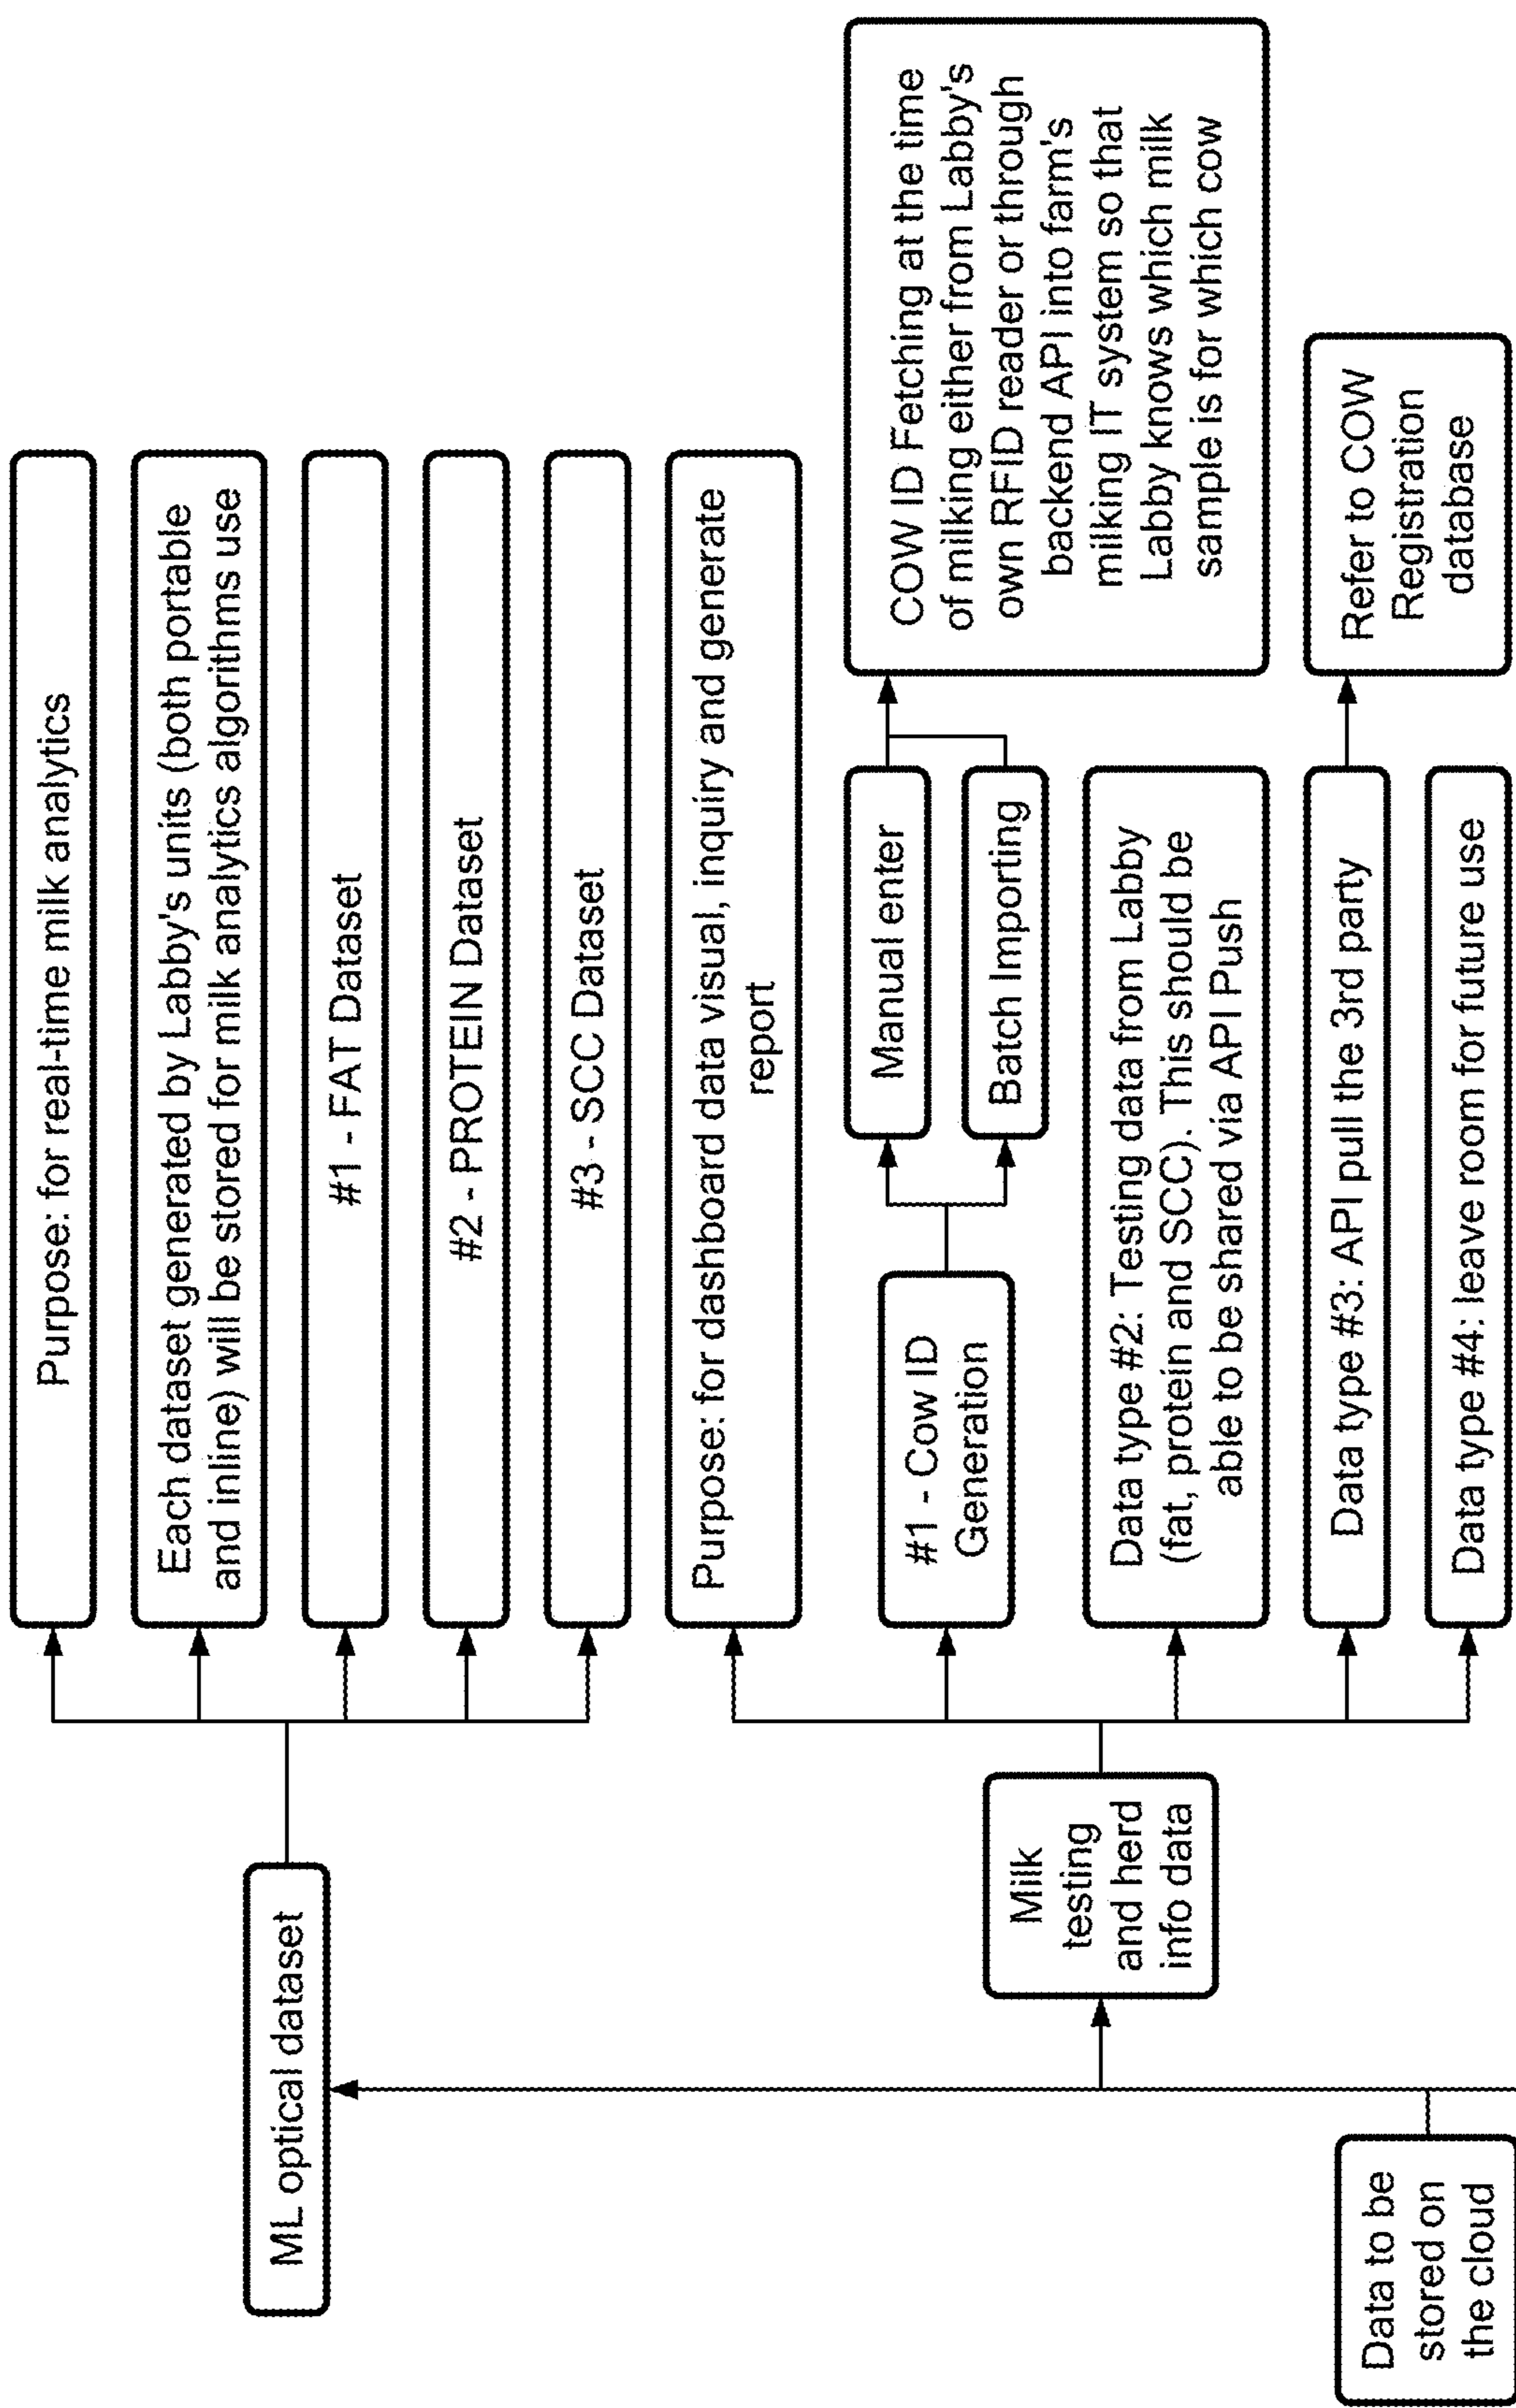 Data to be
stored on
the cloud
ML optical dataset
Purpose: for real-time milk analytics
Each dataset generated by Labby's units (both portable
and inline) will be stored for milk analytics algorithms use
#1 - FAT Dataset
#2 - PROTEIN Dataset
#3 - SCC Dataset
Milk
testing
and herd
info data
Purpose: for dashboard data visual, inquiry and generate
report
#1 - Cow ID
Generation
Manual enter
Batch Importing
COW ID Fetching at the time
of milking either from Labby's
own RFID reader or through
backend API into farm's
milking IT system so that
Labby knows which milk
sample is for which cow
Data type #2: Testing data from Labby
(fat, protein and SCC). This should be
able to be shared via API Push
Data type #3: API pull the 3rd party
Refer to COW
Registration
database
Data type #4: leave room for future use